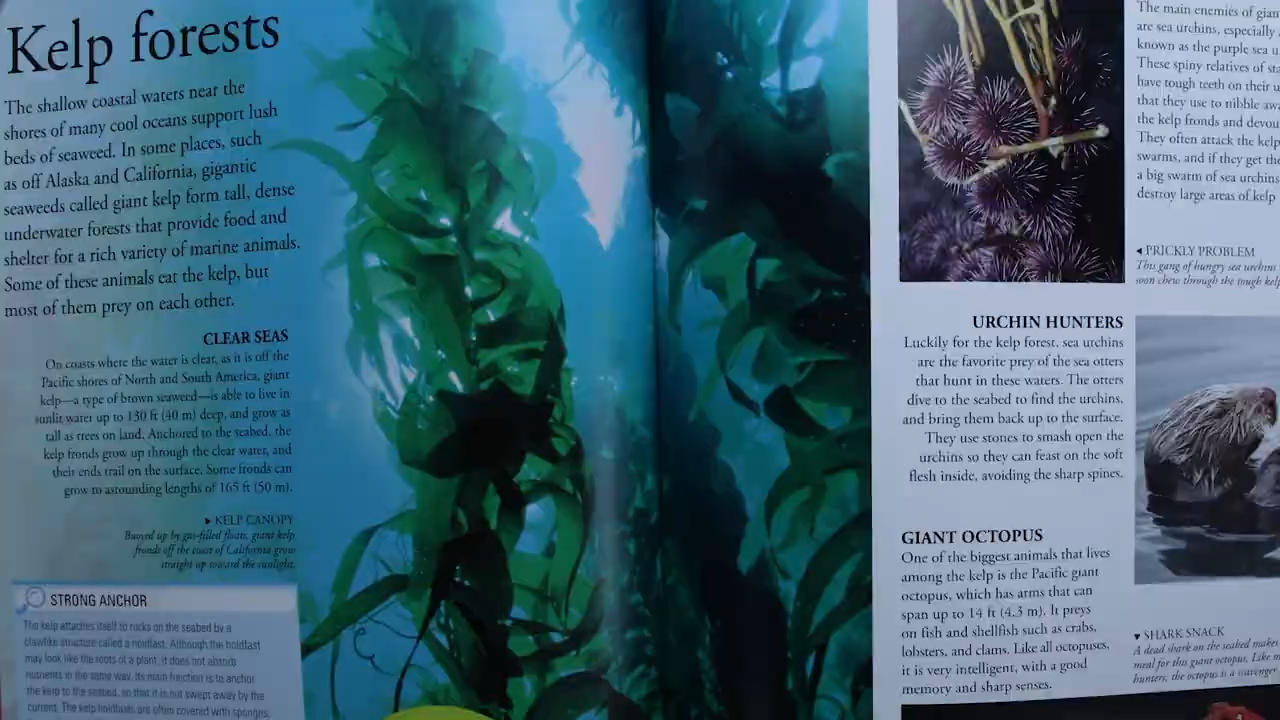 Kelp forests
The shallow coastal waters near the
shores of many cool oceans support lush
beds of seaweed. In some places, such
as off Alaska and California, gigantic
seaweeds called giant kelp form tall, dense
underwater forests that provide food and
shelter for a rich variety of marine animals.
Some of these animals eat the kelp, but
most of them prey on each other.
CLEAR SEAS
On coasts where the water is clear, as it is off the
Pacific shores of North and South America, giant
kelp—a type of brown seaweed—is able to live in
sunlit water up to 130 ft (40 m) deep, and grow as
tall as trees on land. Anchored to the seabed, the
kelp fronds grow up through the clear water, and
their ends trail on the surface. Some fronds can
grow to astounding lengths of 165 ft (50 m).
▸ KELP CANOPY
Buoyed up by gas-filled floats, giant kelp
fronds off the coast of California grow
straight up toward the sunlight.
STRONG ANCHOR
The kelp attaches itself to rocks on the seabed by a
clawlike structure called a holdfast. Although the holdfast
may look like the roots of a plant, it does not absorb
nutrients in the same way. Its main function is to anchor
the kelp to the seabed, so that it is not swept away by the
current. The kelp holdfasts are often covered with sponges,
The main enemies of gian
are sea urchins, especially
known as the purple sea u
These spiny relatives of sta
have tough teeth on their u
that they use to nibble awa
the kelp fronds and devou
They often attack the kelp
swarms, and if they get the
a big swarm of sea urchins
destroy large areas of kelp
◂ PRICKLY PROBLEM
This gang of hungry sea urchins
soon chew through the tough kelp
URCHIN HUNTERS
Luckily for the kelp forest, sea urchins
are the favorite prey of the sea otters
that hunt in these waters. The otters
dive to the seabed to find the urchins,
and bring them back up to the surface.
They use stones to smash open the
urchins so they can feast on the soft
flesh inside, avoiding the sharp spines.
GIANT OCTOPUS
One of the biggest animals that lives
among the kelp is the Pacific giant
octopus, which has arms that can
span up to 14 ft (4.3 m). It preys
on fish and shellfish such as crabs,
lobsters, and clams. Like all octopuses,
it is very intelligent, with a good
memory and sharp senses.
▾ SHARK SNACK
A dead shark on the seabed makes
meal for this giant octopus. Like m
hunters, the octopus is a scavenger